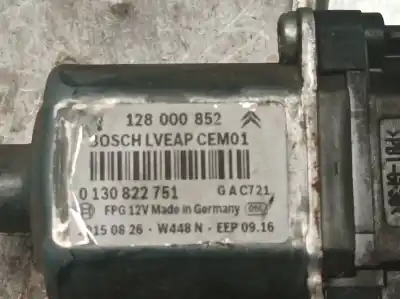 128 000 852
BOSCH LVEAP CEM01
0 130 822 751 G A C721
FPG 12V Made in Germany
2015 08 26 - W448 N - EEP 09.16